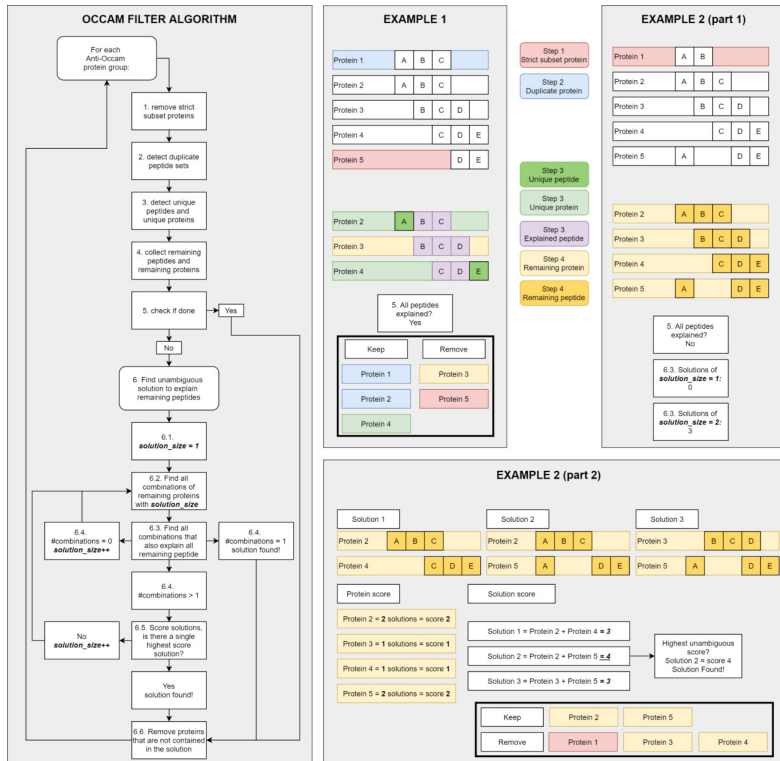 OCCAM FILTER ALGORITHM
For each
Anti-Occam
protein group:
1. remove strict
subset proteins
2. detect duplicate
peptide sets
3. detect unique
peptides and
unique proteins
4. collect remaining
peptides and
remaining proteins
5. check if done
Yes
No
6. Find unambiguous
solution to explain
remaining peptides
6.1.
solution_size = 1
6.2. Find all
combinations of
remaining proteins
with solution_size
6.4.
#combinations = 0
solution_size++
6.3. Find all
combinations that
also explain all
remaining peptide
6.4.
#combinations = 1
solution found!
6.4.
#combinations > 1
No
solution_size++
6.5. Score solutions,
is there a single
highest score
solution?
Yes
solution found!
6.6. Remove proteins
that are not contained
in the solution
EXAMPLE 1
Protein 1 A B C
Protein 2 A B C
Protein 3 B C D
Protein 4 C D E
Protein 5 D E
Protein 2 A B C
Protein 3 B C D
Protein 4 C D E
5. All peptides
explained?
Yes
Keep Remove
Protein 1 Protein 3
Protein 2 Protein 5
Protein 4
Step 1
Strict subset protein
Step 2
Duplicate protein
Step 3
Unique peptide
Step 3
Unique protein
Step 3
Explained peptide
Step 4
Remaining protein
Step 4
Remaining peptide
EXAMPLE 2 (part 1)
Protein 1 A B
Protein 2 A B C
Protein 3 B C D
Protein 4 C D E
Protein 5 A D E
Protein 2 A B C
Protein 3 B C D
Protein 4 C D E
Protein 5 A D E
5. All peptides
explained?
No
6.3. Solutions of
solution_size = 1:
0
6.3. Solutions of
solution_size = 2:
3
EXAMPLE 2 (part 2)
Solution 1 Solution 2 Solution 3
Protein 2 A B C Protein 2 A B C Protein 3 B C D
Protein 4 C D E Protein 5 A D E Protein 5 A D E
Protein score
Protein 2 = 2 solutions = score 2
Protein 3 = 1 solutions = score 1
Protein 4 = 1 solutions = score 1
Protein 5 = 2 solutions = score 2
Solution score
Solution 1 = Protein 2 + Protein 4 = 3
Solution 2 = Protein 2 + Protein 5 = 4
Solution 3 = Protein 3 + Protein 5 = 3
Highest unambiguous
score?
Solution 2 = score 4
Solution Found!
Keep Protein 2 Protein 5
Remove Protein 1 Protein 3 Protein 4